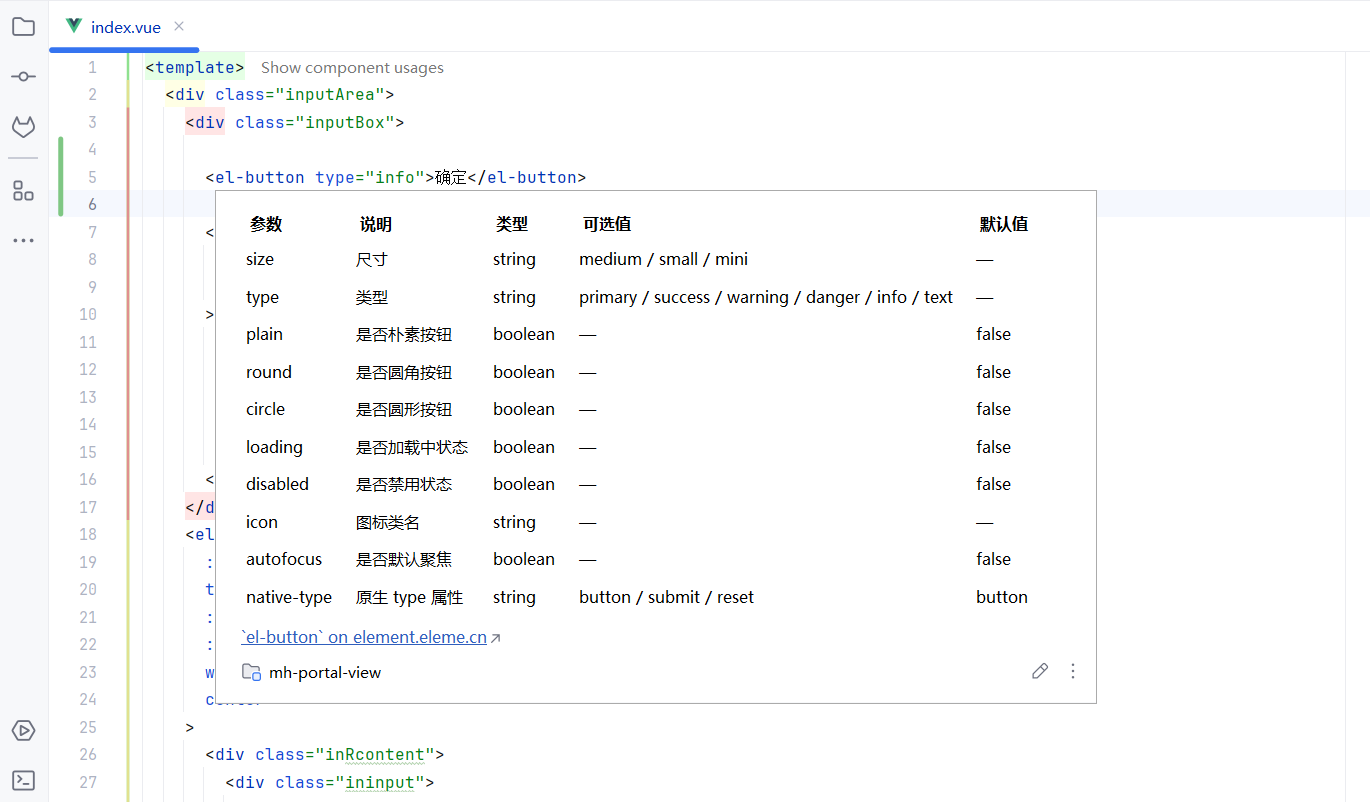 index.vue
1 <template> Show component usages
2 <div class="inputArea">
3 <div class="inputBox">
4
5 <el-button type="info">确定</el-button>
6
参数 说明 类型 可选值 默认值
7 <
size 尺寸 string medium / small / mini —
8
9
type 类型 string primary / success / warning / danger / info / text —
10 >
plain 是否朴素按钮 boolean — false
11
12
round 是否圆角按钮 boolean — false
13
circle 是否圆形按钮 boolean — false
14
15
loading 是否加载中状态 boolean — false
16 <
disabled 是否禁用状态 boolean — false
17 </d
icon 图标类名 string — —
18 <el
19 :
autofocus 是否默认聚焦 boolean — false
20 t
native-type 原生 type 属性 string button / submit / reset button
21 :
22 :
`el-button` on element.eleme.cn
23 w
mh-portal-view
24
25 >
26 <div class="inRcontent">
27 <div class="ininput">